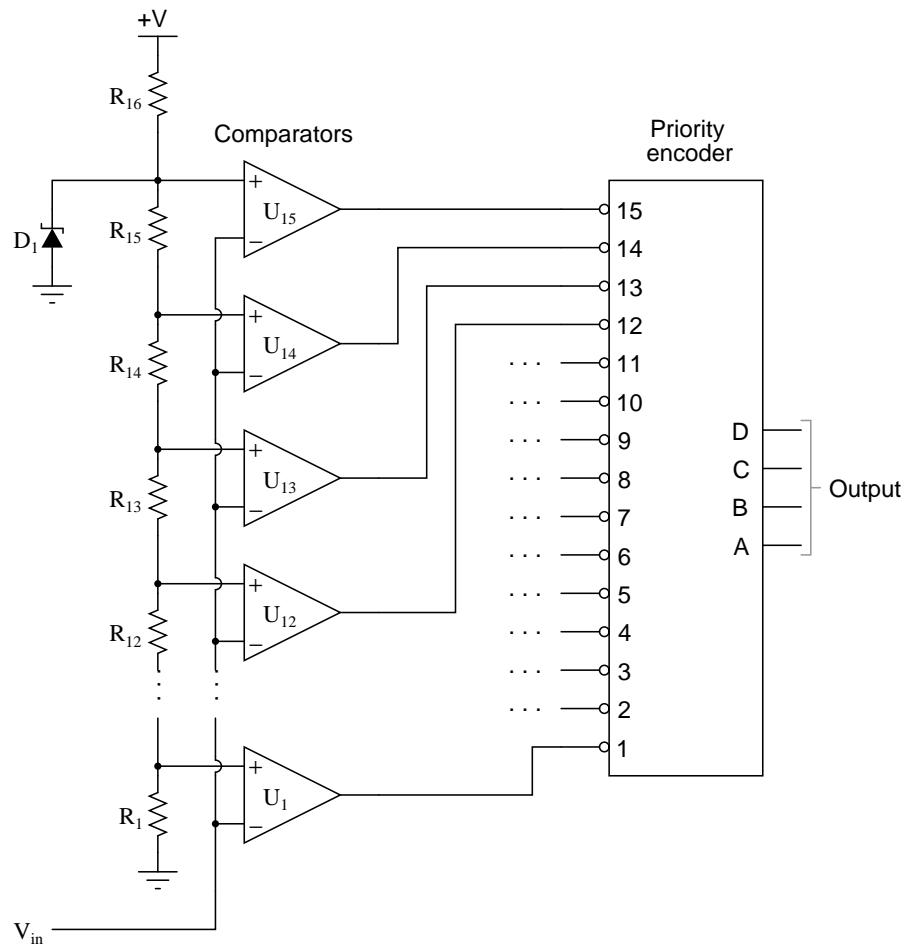 +V
R16
Comparators
Priority
encoder
+
U15
−
15
D1
R15
14
13
+
U14
−
12
R14
. . . 11
. . . 10
+
U13
−
. . . 9
D
R13
. . . 8
C
Output
. . . 7
B
. . . 6
A
+
U12
−
. . . 5
R12
. . . 4
. . . 3
. . . 2
1
+
U1
−
R1
Vin